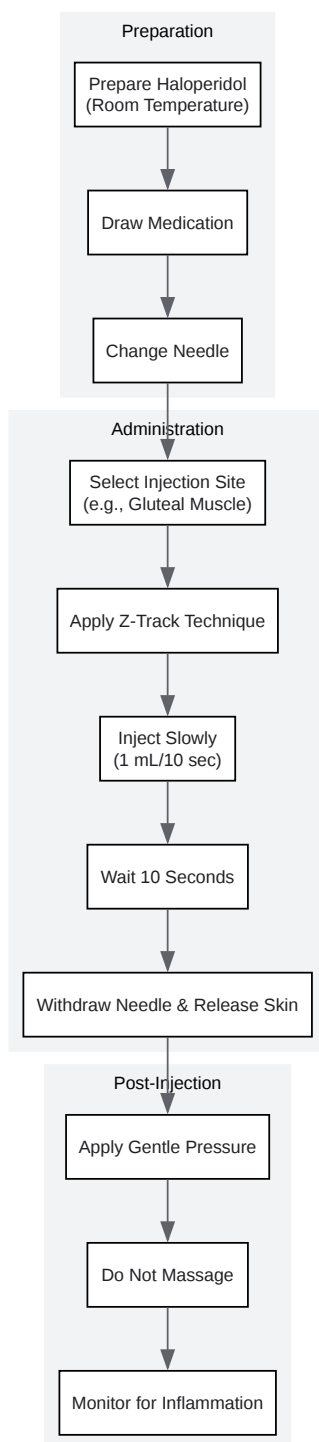 Preparation
Prepare Haloperidol
(Room Temperature)
Draw Medication
Change Needle
Administration
Select Injection Site
(e.g., Gluteal Muscle)
Apply Z-Track Technique
Inject Slowly
(1 mL/10 sec)
Wait 10 Seconds
Withdraw Needle & Release Skin
Post-Injection
Apply Gentle Pressure
Do Not Massage
Monitor for Inflammation